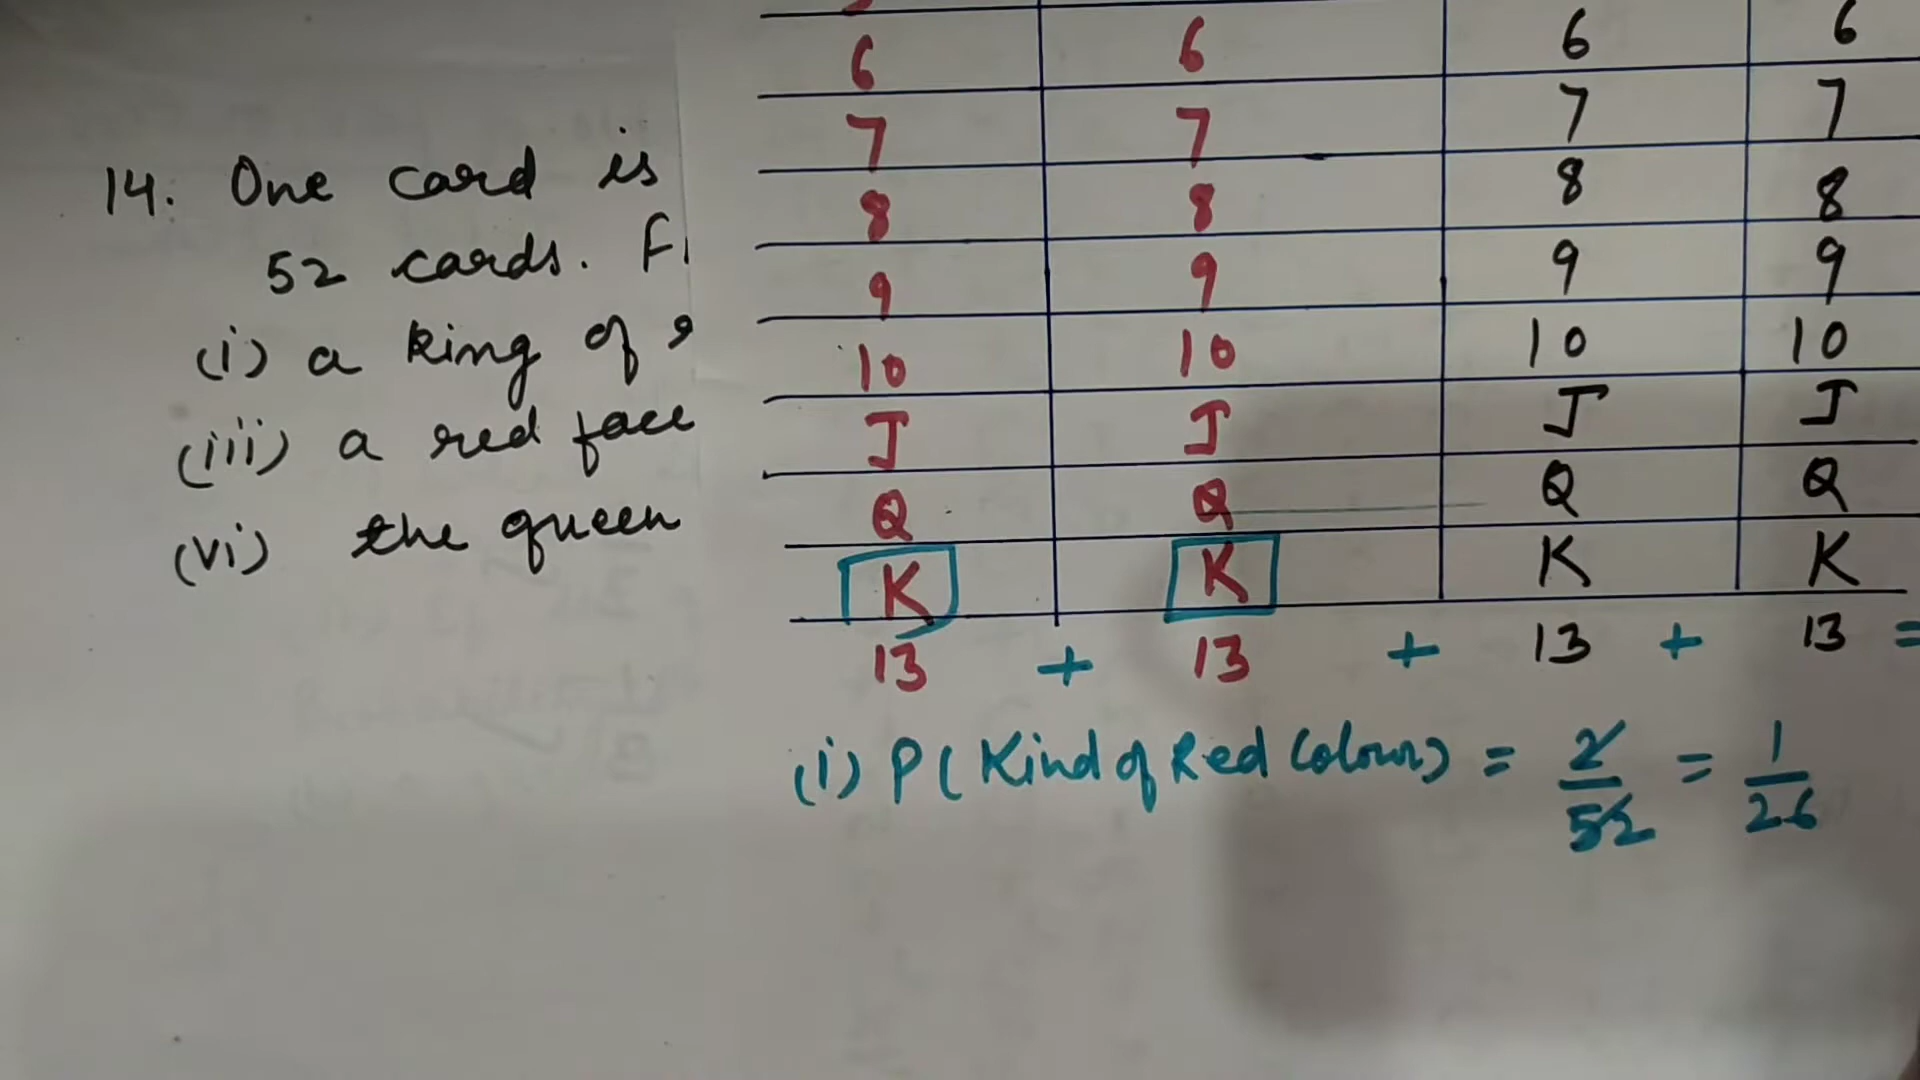 14. One card is
52 cards.
(i) a king of
(iii) a red face
(vi) the queen
6 6 6 6
7 7 7 7
8 8 8 8
9 9 9 9
10 10 10 10
J J J J
Q Q Q Q
K K K K
13 + 13 + 13 + 13 =
(i) P( Kind of Red Colour) = 2/52 = 1/26